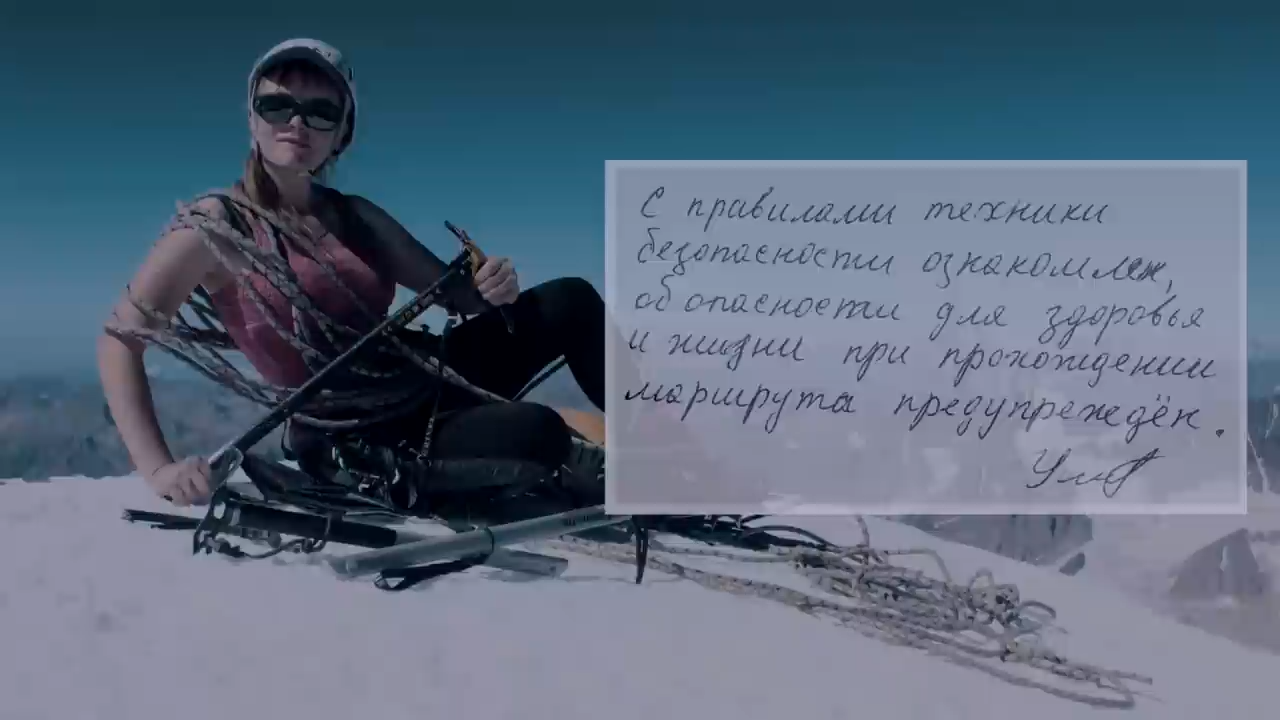 С правилами техники
безопасности ознакомлен,
об опасности для здоровья
и жизни при прохождении
маршрута предупреждён.